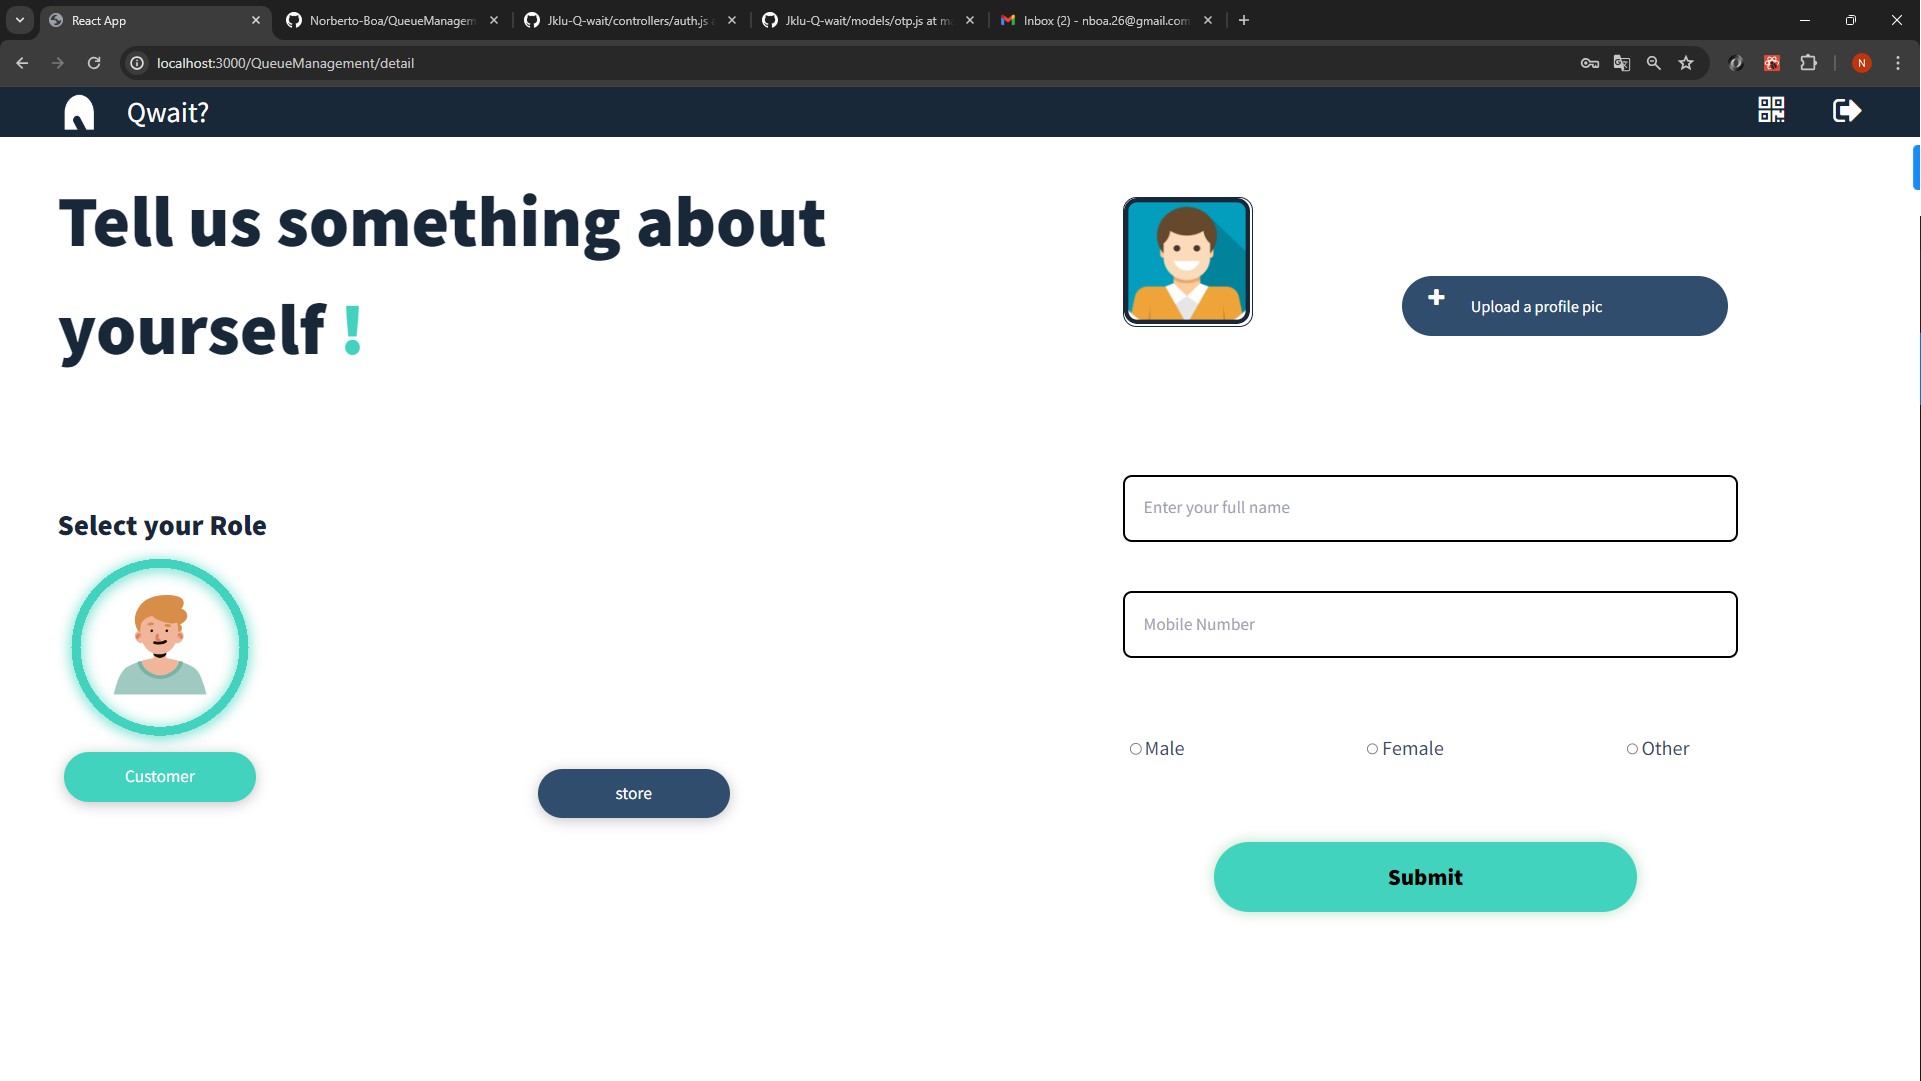 React App
Norberto-Boa/QueueManagem
Jklu-Q-wait/controllers/auth.js
Jklu-Q-wait/models/otp.js at m
Inbox (2) - nboa.26@gmail.com
localhost:3000/QueueManagement/detail
N
Qwait?
Tell us something about
yourself !
Upload a profile pic
Enter your full name
Select your Role
Mobile Number
Male
Female
Other
Customer
store
Submit